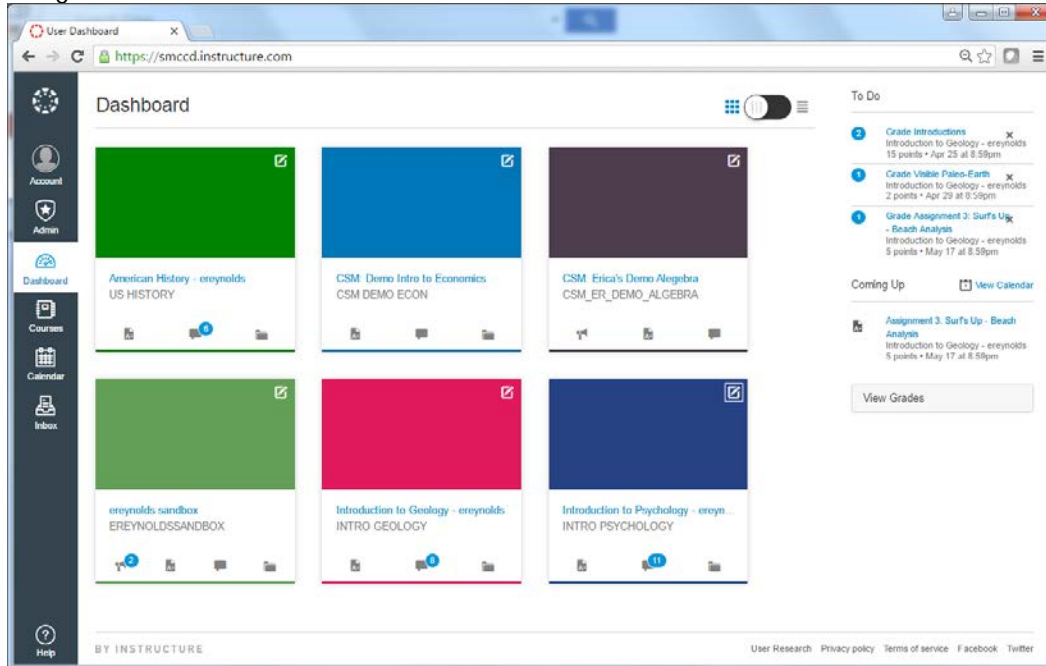 User Dashboard
https://smccd.instructure.com
Account
Admin
Dashboard
Courses
Calendar
Inbox
Help
Dashboard
American History - ereynolds
US HISTORY
6
CSM: Demo Intro to Economics
CSM DEMO ECON
CSM: Erica's Demo Alegebra
CSM_ER_DEMO_ALGEBRA
ereynolds sandbox
EREYNOLDSSANDBOX
2
Introduction to Geology - ereynolds
INTRO GEOLOGY
8
Introduction to Psychology - ereyn...
INTRO PSYCHOLOGY
11
To Do
2 Grade Introductions
Introduction to Geology - ereynolds
15 points • Apr 25 at 8:59pm
1 Grade Visible Paleo-Earth
Introduction to Geology - ereynolds
2 points • Apr 29 at 8:59pm
1 Grade Assignment 3: Surf's Up
- Beach Analysis
Introduction to Geology - ereynolds
5 points • May 17 at 8:59pm
Coming Up View Calendar
Assignment 3: Surf's Up - Beach
Analysis
Introduction to Geology - ereynolds
5 points • May 17 at 8:59pm
View Grades
BY INSTRUCTURE
User Research Privacy policy Terms of service Facebook Twitter